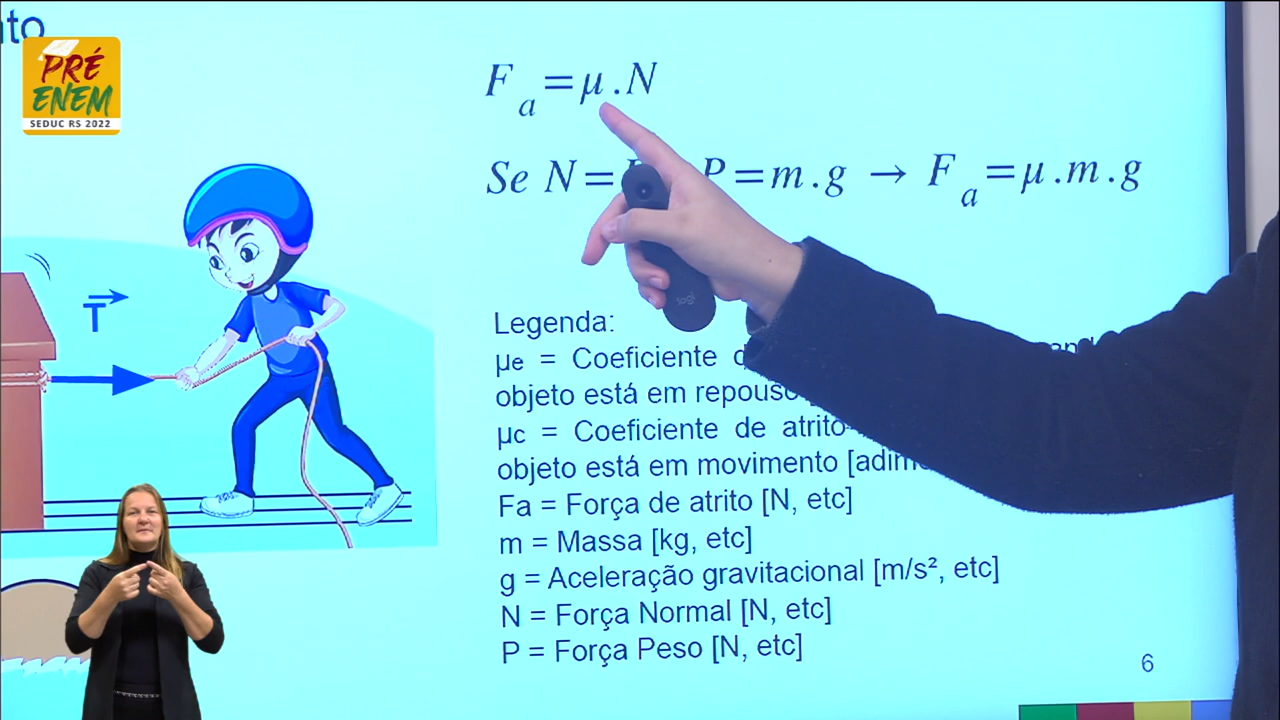 PRÉ
ENEM
SEDUC RS 2022
F a = μ . N
Se N = P = m . g → F a = μ . m . g
T
Legenda:
μe = Coeficiente
objeto está em repouso
μc = Coeficiente de atrito
objeto está em movimento
Fa = Força de atrito [N, etc]
m = Massa [kg, etc]
g = Aceleração gravitacional [m/s², etc]
N = Força Normal [N, etc]
P = Força Peso [N, etc]
logi
6